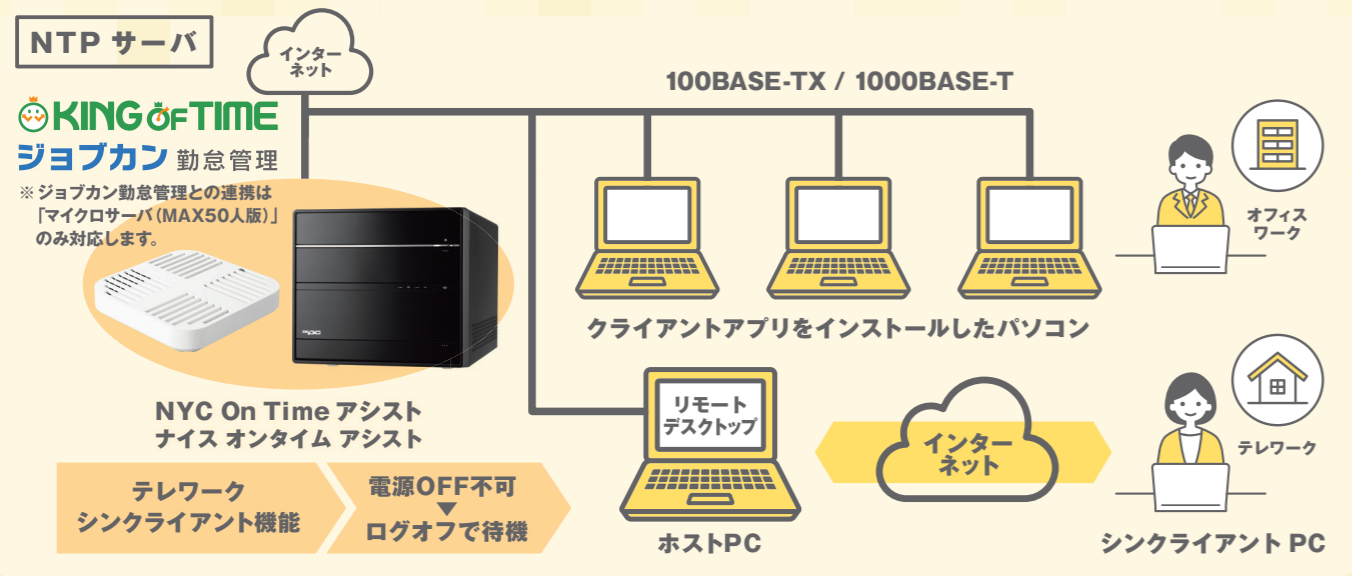 NTP サーバ
インター
ネット
100BASE-TX / 1000BASE-T
KING OF TIME
ジョブカン 勤怠管理
※ジョブカン勤怠管理との連携は
「マイクロサーバ(MAX50人版)」
のみ対応します。
オフィス
ワーク
クライアントアプリをインストールしたパソコン
NYC On Time アシスト
ナイス オンタイム アシスト
リモート
デスクトップ
インター
ネット
テレワーク
テレワーク
シンクライアント機能
電源OFF不可
▼
ログオフで待機
ホストPC
シンクライアント PC